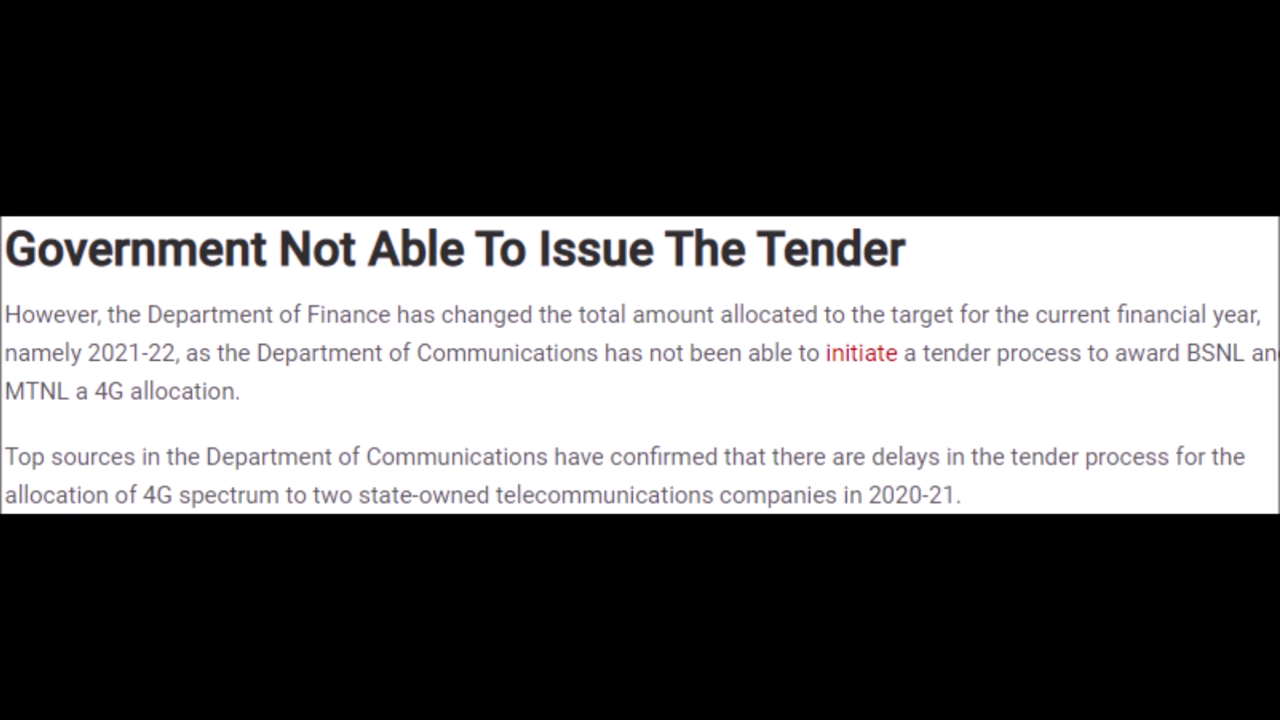 Government Not Able To Issue The Tender
However, the Department of Finance has changed the total amount allocated to the target for the current financial year,
namely 2021-22, as the Department of Communications has not been able to initiate a tender process to award BSNL an
MTNL a 4G allocation.
Top sources in the Department of Communications have confirmed that there are delays in the tender process for the
allocation of 4G spectrum to two state-owned telecommunications companies in 2020-21.